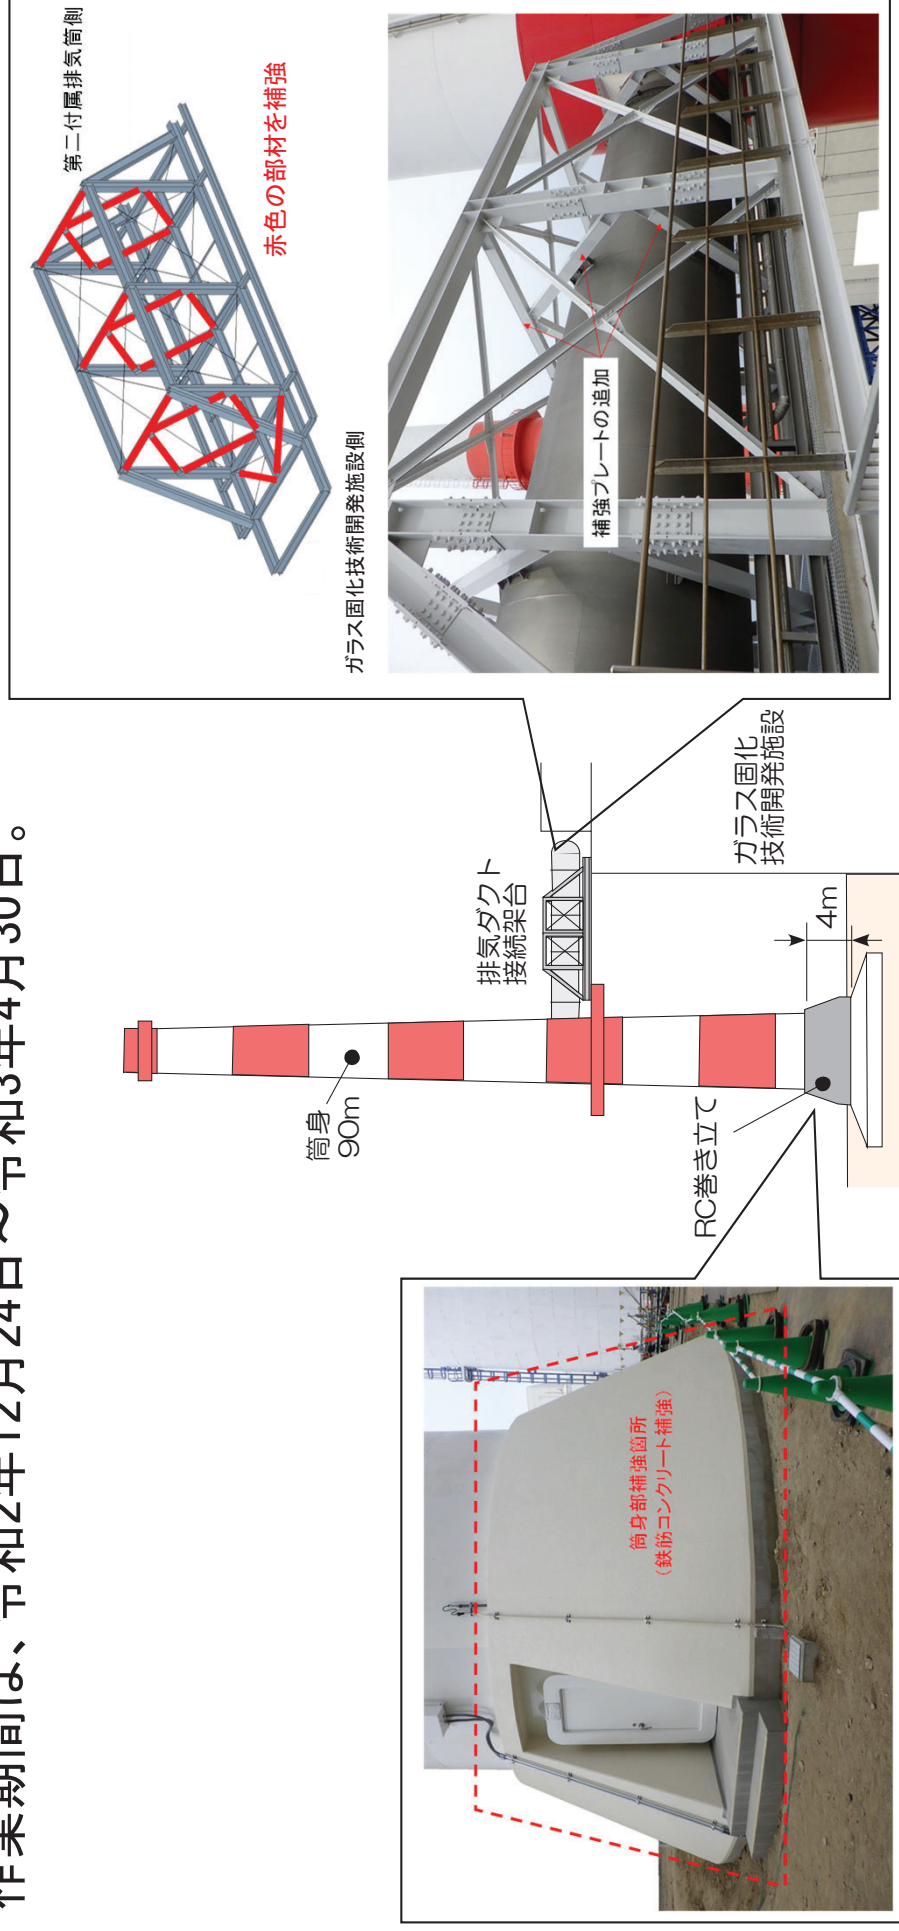 作業期間は、令和2年12月24日～令和3年4月30日。
筒身部補強箇所
（鉄筋コンクリート補強）
筒身
90m
RC巻き立て
排気ダクト
接続架台
4m
ガラス固化
技術開発施設
第二付属排気筒側
赤色の部材を補強
ガラス固化技術開発施設側
補強プレートの追加